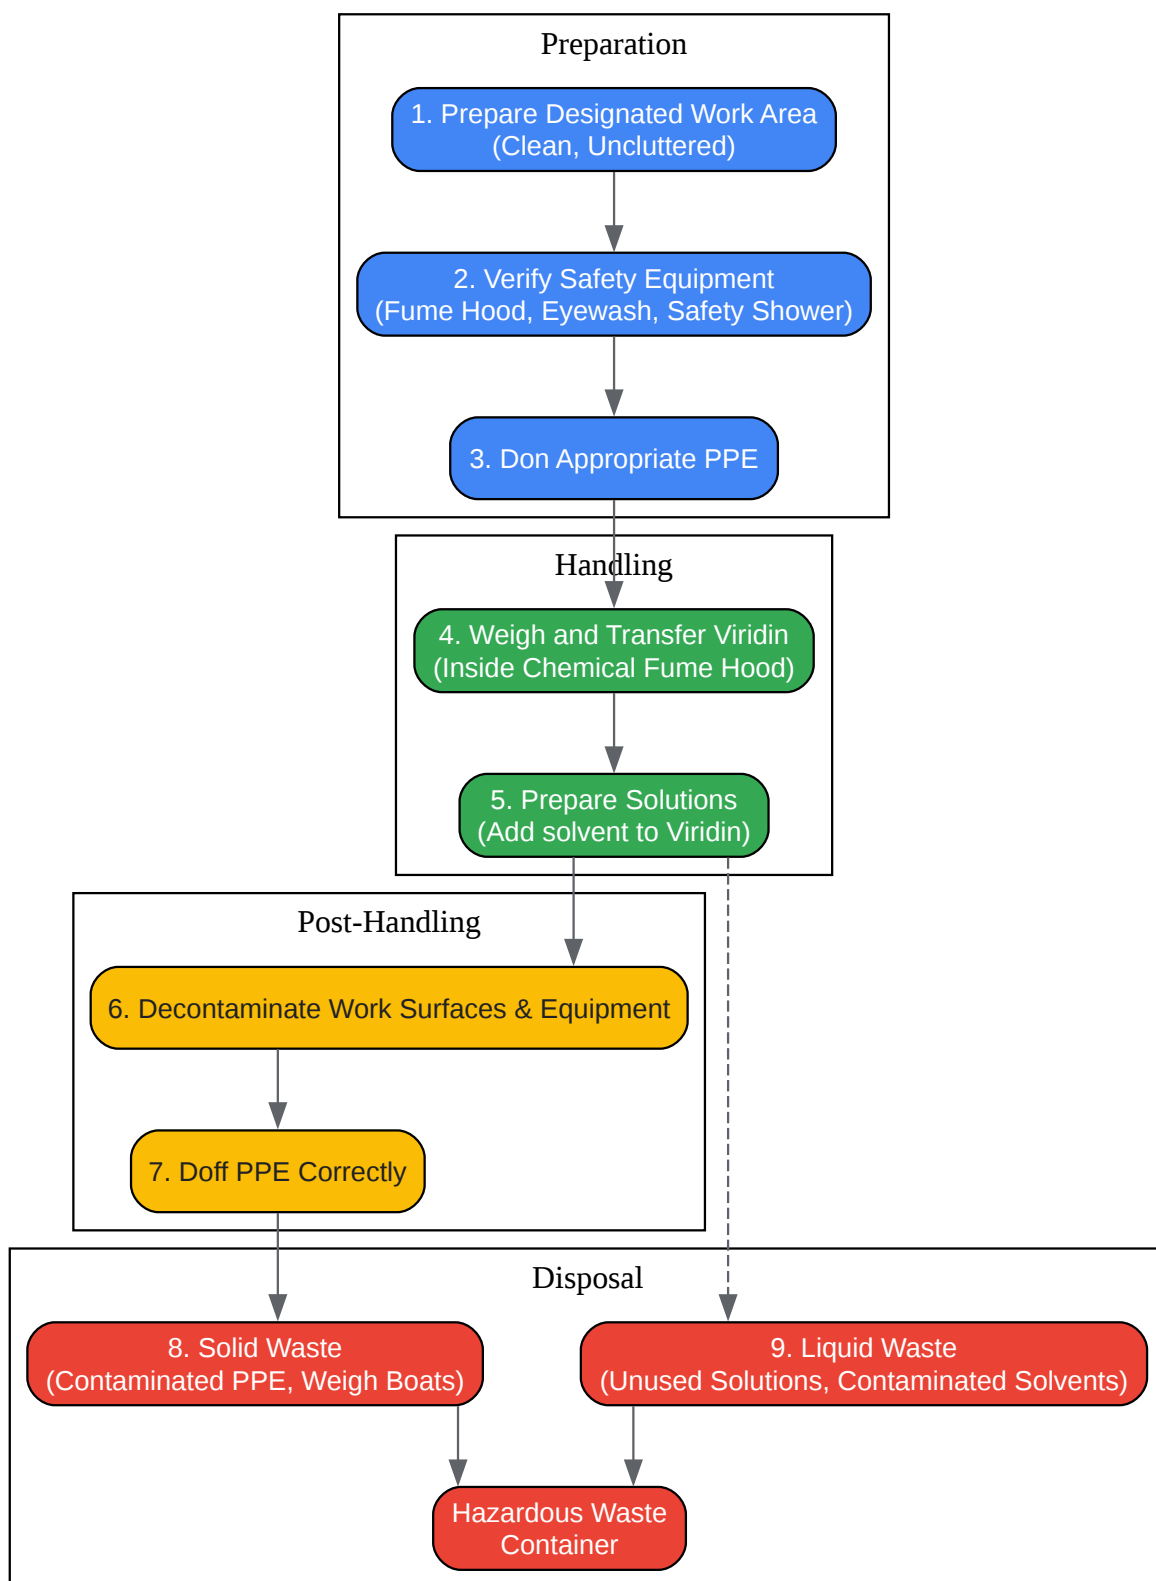 Preparation
1. Prepare Designated Work Area
(Clean, Uncluttered)
2. Verify Safety Equipment
(Fume Hood, Eyewash, Safety Shower)
3. Don Appropriate PPE
Handling
4. Weigh and Transfer Viridin
(Inside Chemical Fume Hood)
5. Prepare Solutions
(Add solvent to Viridin)
Post-Handling
6. Decontaminate Work Surfaces & Equipment
7. Doff PPE Correctly
Disposal
8. Solid Waste
(Contaminated PPE, Weigh Boats)
9. Liquid Waste
(Unused Solutions, Contaminated Solvents)
Hazardous Waste
Container